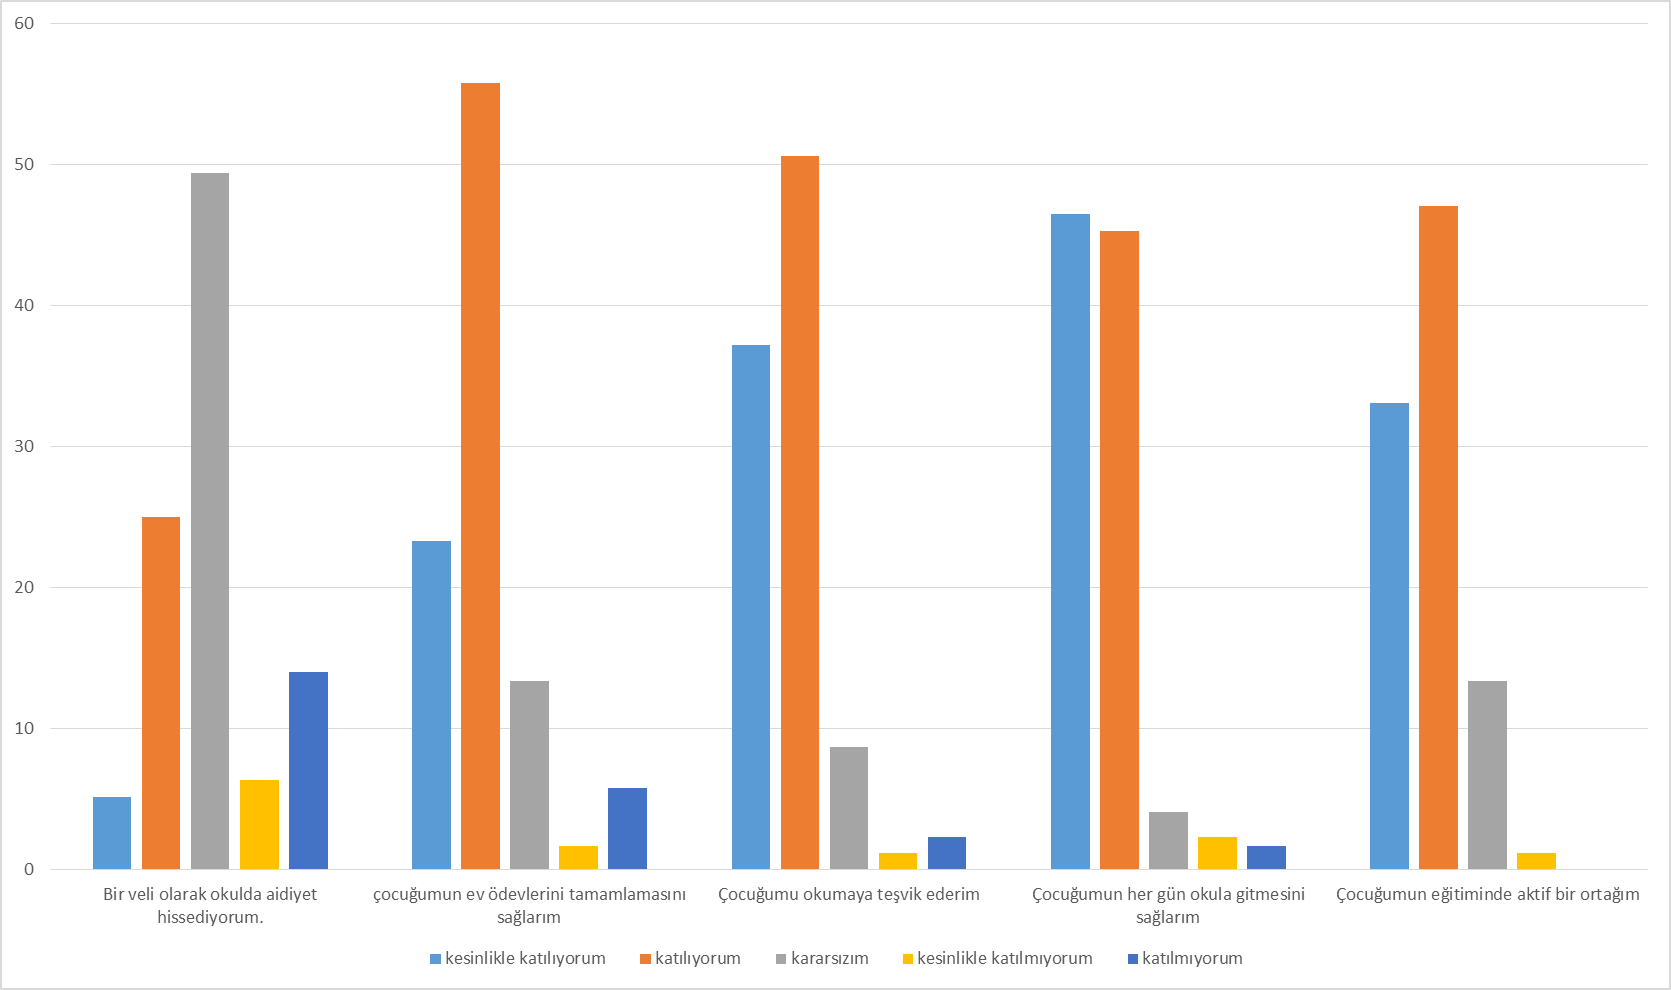 60
50
40
30
20
10
0
Bir veli olarak okulda aidiyet
hissediyorum.
çocuğumun ev ödevlerini tamamlamasını
sağlarım
Çocuğumu okumaya teşvik ederim
Çocuğumun her gün okula gitmesini
sağlarım
Çocuğumun eğitiminde aktif bir ortağım
kesinlikle katılıyorum katılıyorum kararsızım kesinlikle katılmıyorum katılmıyorum